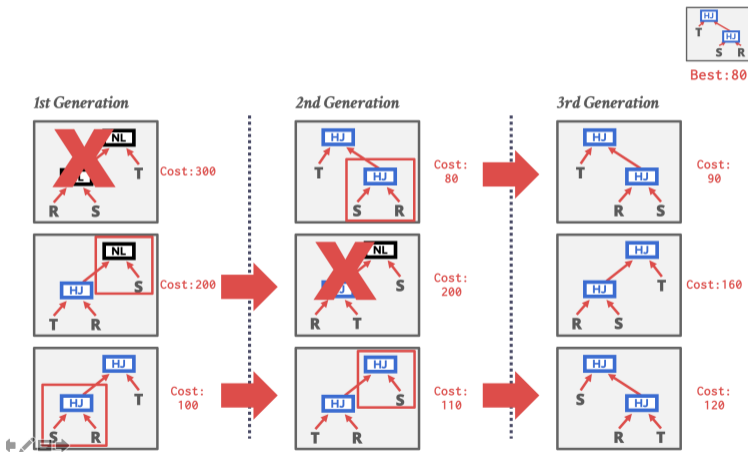 HJ
T
HJ
S R
Best:80
1st Generation
2nd Generation
3rd Generation
NL
T
R S
Cost:300
HJ
T
HJ
S R
Cost:
80
HJ
T
HJ
R S
Cost:
90
NL
HJ
S
T R
Cost:200
NL
S
R T
Cost:
200
HJ
HJ
T
R S
Cost:160
HJ
HJ
T
S R
Cost:
100
HJ
HJ
S
T R
Cost:
110
HJ
S
HJ
R T
Cost:
120